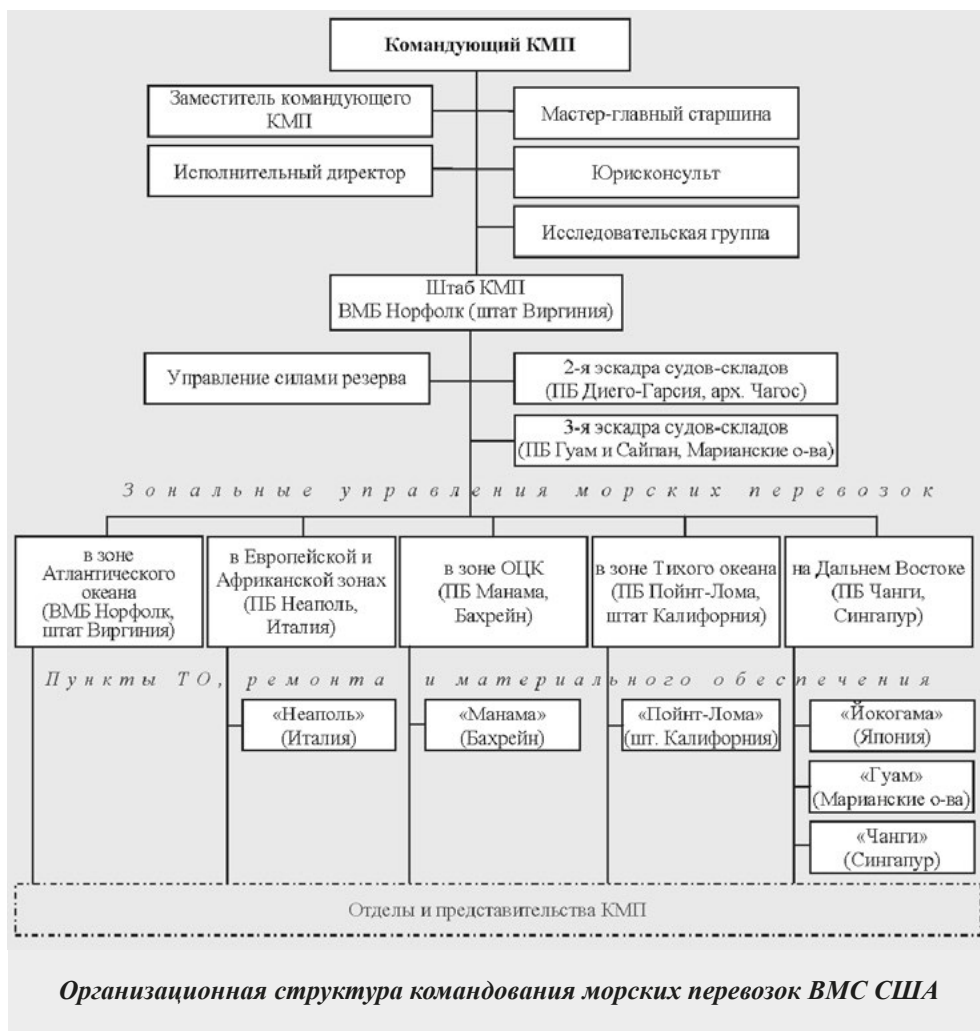 Командующий КМП
Заместитель командующего
КМП
Мастер-главный старшина
Исполнительный директор
Юрисконсульт
Исследовательская группа
Штаб КМП
ВМБ Норфолк (штат Виргиния)
Управление силами резерва
2-я эскадра судов-складов
(ПБ Диего-Гарсия, арх. Чагос)
3-я эскадра судов-складов
(ПБ Гуам и Сайпан, Марианские о-ва)
Зональные управления морских перевозок
в зоне
Атлантического
океана
(ВМБ Норфолк,
штат Виргиния)
в Европейской и
Африканской зонах
(ПБ Неаполь,
Италия)
в зоне ОЦК
(ПБ Манама,
Бахрейн)
в зоне Тихого океана
(ПБ Пойнт-Лома,
штат Калифорния)
на Дальнем Востоке
(ПБ Чанги,
Сингапур)
Пункты ТО, ремонта и материального обеспечения
«Неаполь»
(Италия)
«Манама»
(Бахрейн)
«Пойнт-Лома»
(шт. Калифорния)
«Йокогама»
(Япония)
«Гуам»
(Марианские о-ва)
«Чанги»
(Сингапур)
Отделы и представительства КМП
Организационная структура командования морских перевозок ВМС США